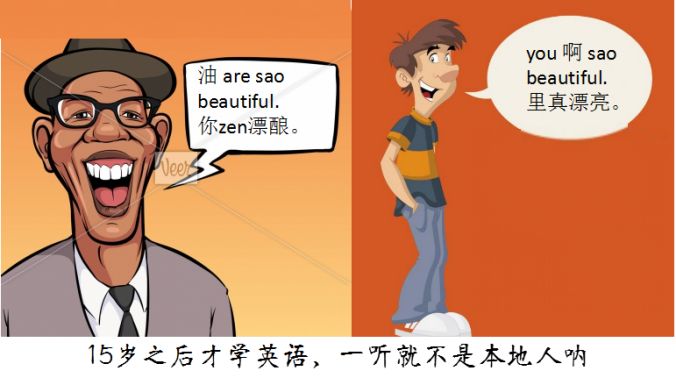 油 are sao
beautiful.
你zen漂酿。
you 啊 sao
beautiful.
里真漂亮。
Veer
15岁之后才学英语，一听就不是本地人呐